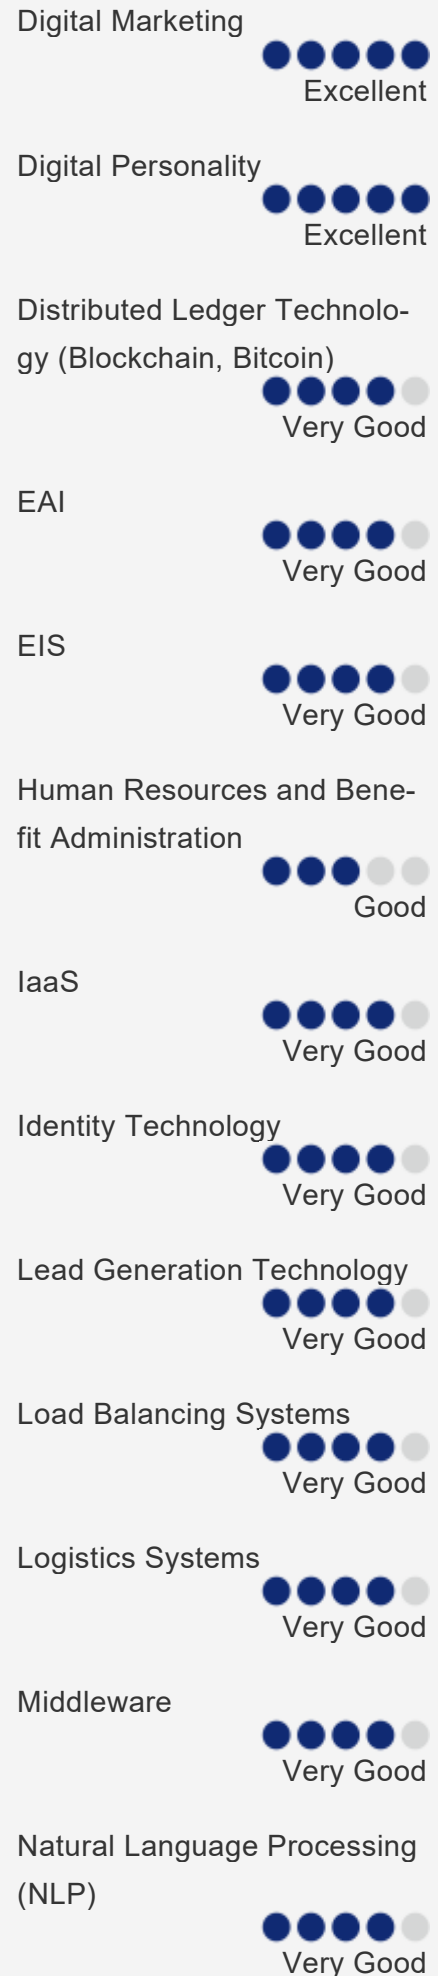 Digital Marketing
Excellent
Digital Personality
Excellent
Distributed Ledger Technolo-
gy (Blockchain, Bitcoin)
Very Good
EAI
Very Good
EIS
Very Good
Human Resources and Bene-
fit Administration
Good
IaaS
Very Good
Identity Technology
Very Good
Lead Generation Technology
Very Good
Load Balancing Systems
Very Good
Logistics Systems
Very Good
Middleware
Very Good
Natural Language Processing
(NLP)
Very Good